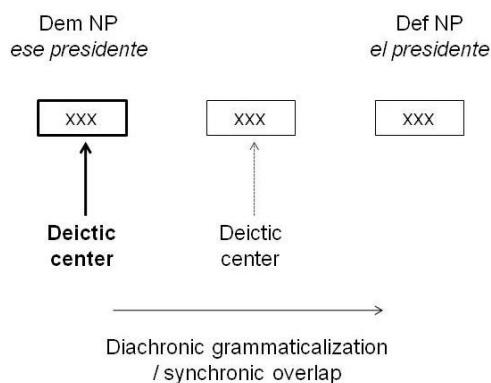 Dem NP
ese presidente
Def NP
el presidente
xxx
xxx
xxx
Deictic
center
Deictic
center
Diachronic grammaticalization
/ synchronic overlap